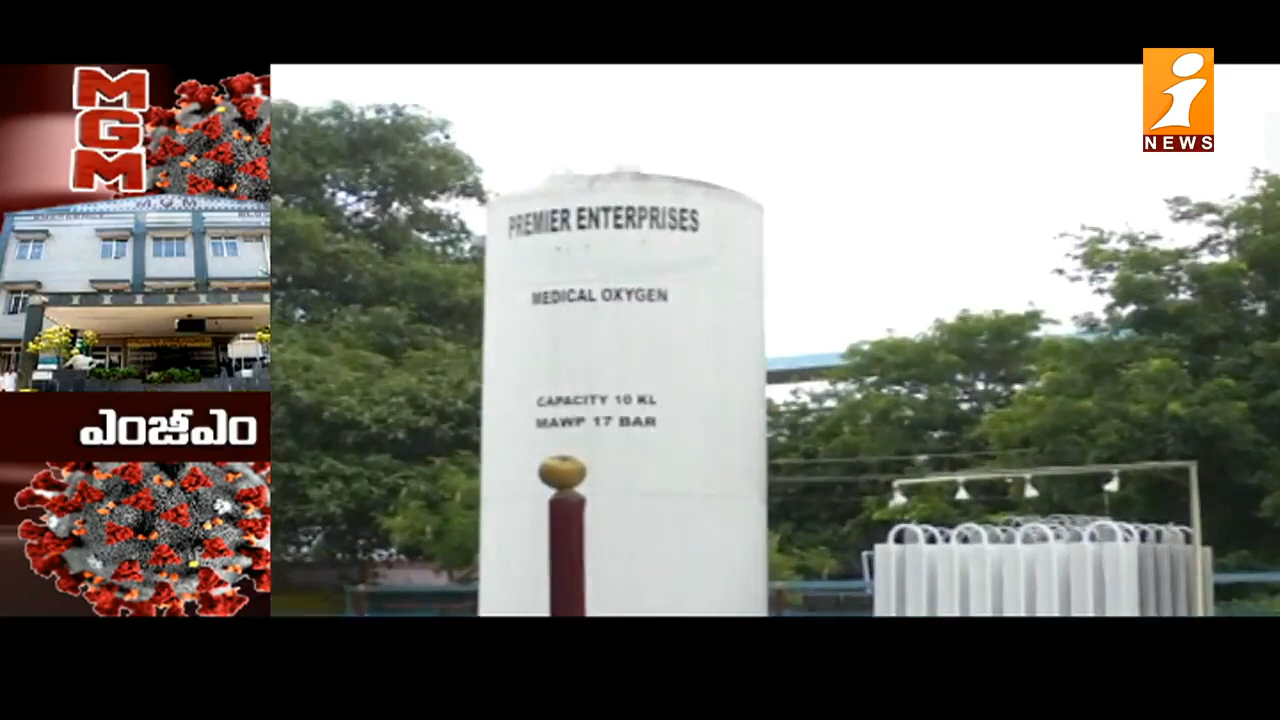 MGM
M.G.M
i
NEWS
PREMIER ENTERPRISES
MEDICAL OXYGEN
CAPACITY 10 KL
MAWP 17 BAR
ఎంజీఎం